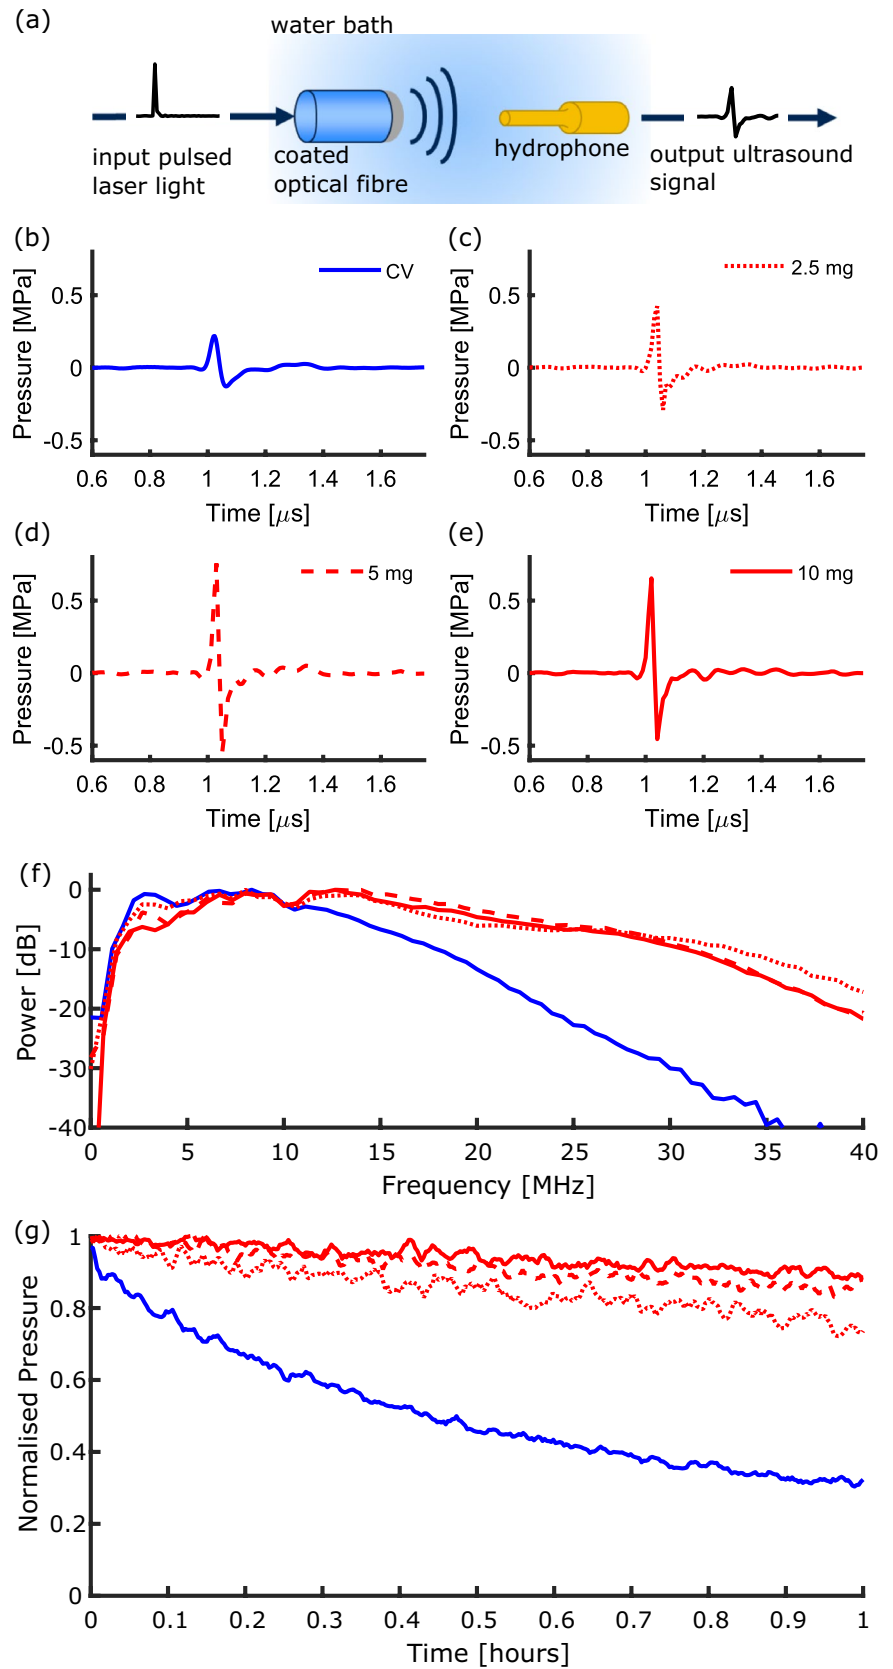 (a)
water bath
input pulsed
laser light
coated
optical fibre
hydrophone
output ultrasound
signal
(b)
Pressure [MPa]
0.5
0
-0.5
CV
0.6 0.8 1 1.2 1.4 1.6
Time [μs]
(c)
Pressure [MPa]
0.5
0
-0.5
2.5 mg
0.6 0.8 1 1.2 1.4 1.6
Time [μs]
(d)
Pressure [MPa]
0.5
0
-0.5
5 mg
0.6 0.8 1 1.2 1.4 1.6
Time [μs]
(e)
Pressure [MPa]
0.5
0
-0.5
10 mg
0.6 0.8 1 1.2 1.4 1.6
Time [μs]
(f)
Power [dB]
0
-10
-20
-30
-40
0 5 10 15 20 25 30 35 40
Frequency [MHz]
(g)
Normalised Pressure
1
0.8
0.6
0.4
0.2
0
0 0.1 0.2 0.3 0.4 0.5 0.6 0.7 0.8 0.9 1
Time [hours]